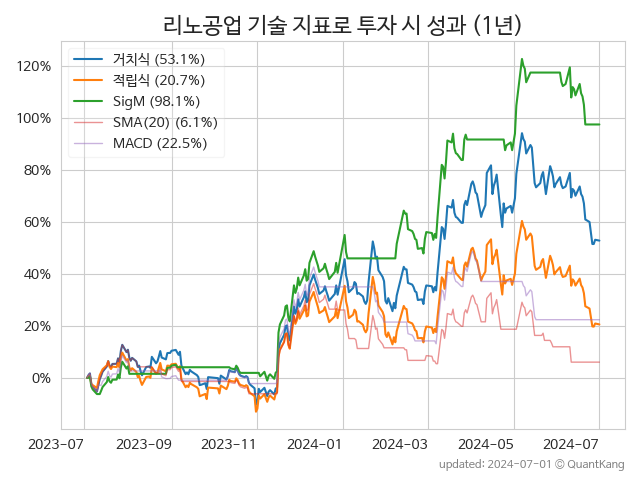 리노공업 기술 지표로 투자 시 성과 (1년)
거치식 (53.1%)
적립식 (20.7%)
SigM (98.1%)
SMA(20) (6.1%)
MACD (22.5%)
120%
100%
80%
60%
40%
20%
0%
2023-07 2023-09 2023-11 2024-01 2024-03 2024-05 2024-07
updated: 2024-07-01 © QuantKang